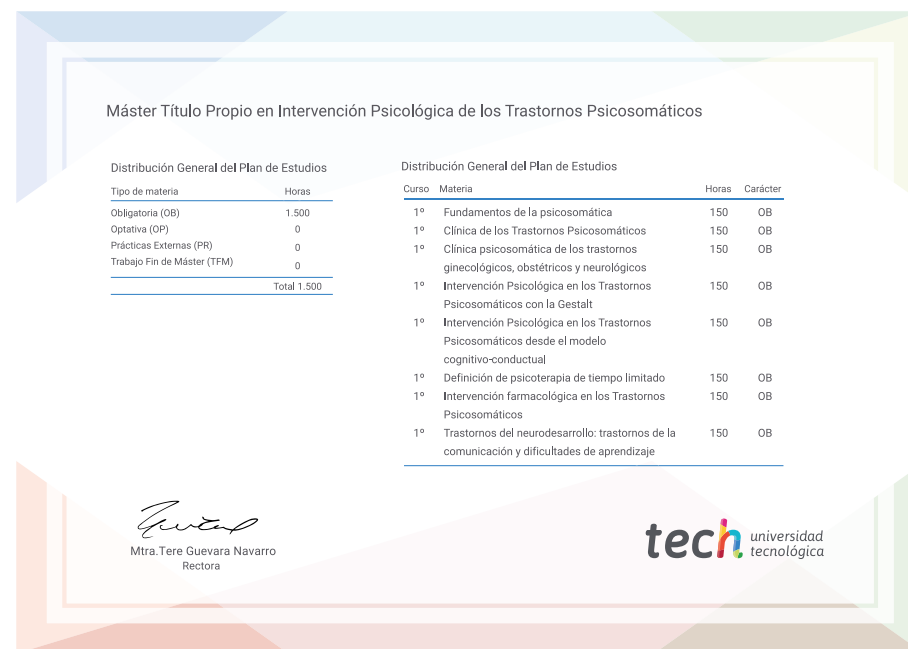 Máster Título Propio en Intervención Psicológica de los Trastornos Psicosomáticos
Distribución General del Plan de Estudios
Tipo de materia Horas
Obligatoria (OB) 1.500
Optativa (OP) 0
Prácticas Externas (PR) 0
Trabajo Fin de Máster (TFM) 0
Total 1.500
Distribución General del Plan de Estudios
Curso Materia Horas Carácter
1º Fundamentos de la psicosomática 150 OB
1º Clínica de los Trastornos Psicosomáticos 150 OB
1º Clínica psicosomática de los trastornos 150 OB
ginecológicos, obstétricos y neurológicos
1º Intervención Psicológica en los Trastornos 150 OB
Psicosomáticos con la Gestalt
1º Intervención Psicológica en los Trastornos 150 OB
Psicosomáticos desde el modelo
cognitivo-conductual
1º Definición de psicoterapia de tiempo limitado 150 OB
1º Intervención farmacológica en los Trastornos 150 OB
Psicosomáticos
1º Trastornos del neurodesarrollo: trastornos de la 150 OB
comunicación y dificultades de aprendizaje
Mtra.Tere Guevara Navarro
Rectora
tech universidad
tecnológica